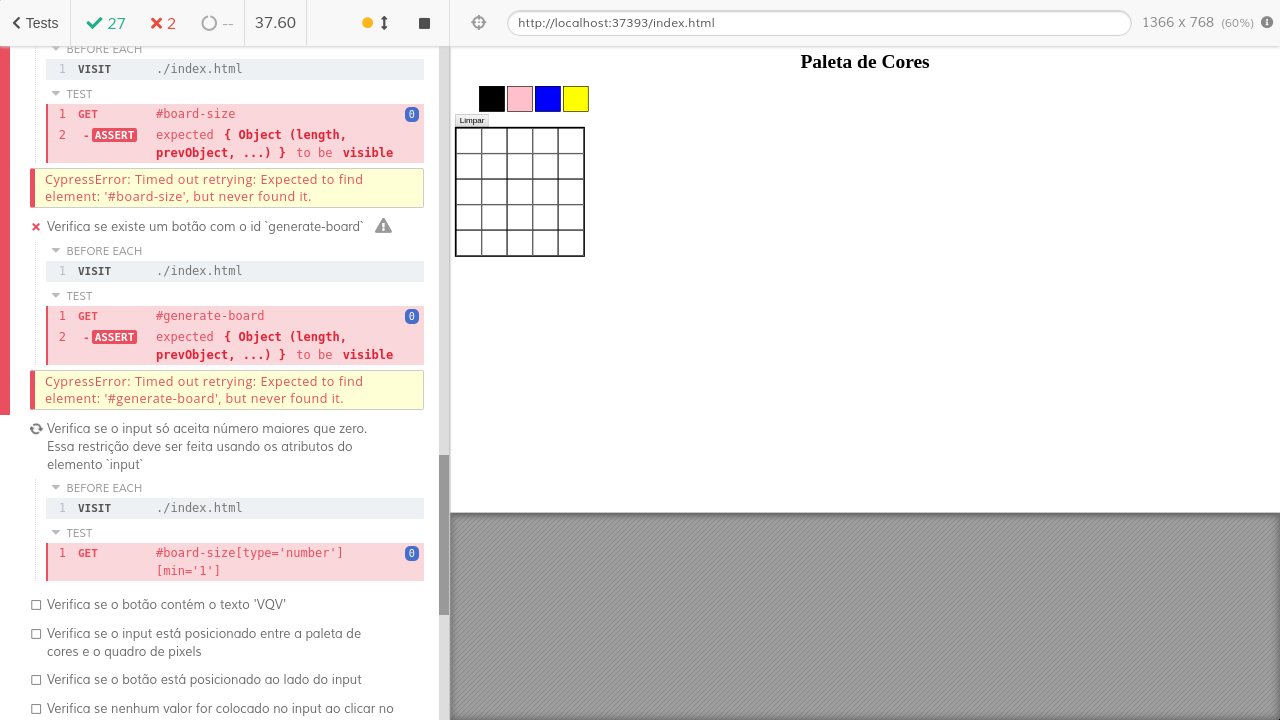 Tests
27
2
--
37.60
http://localhost:37393/index.html
1366 x 768 (60%)
BEFORE EACH
1 VISIT ./index.html
TEST
1 GET #board-size 0
2 -ASSERT expected { Object (length,
prevObject, ...) } to be visible
CypressError: Timed out retrying: Expected to find
element: '#board-size', but never found it.
Verifica se existe um botão com o id `generate-board`
BEFORE EACH
1 VISIT ./index.html
TEST
1 GET #generate-board 0
2 -ASSERT expected { Object (length,
prevObject, ...) } to be visible
CypressError: Timed out retrying: Expected to find
element: '#generate-board', but never found it.
Verifica se o input só aceita número maiores que zero.
Essa restrição deve ser feita usando os atributos do
elemento `input`
BEFORE EACH
1 VISIT ./index.html
TEST
1 GET #board-size[type='number'] 0
[min='1']
Verifica se o botão contém o texto 'VQV'
Verifica se o input está posicionado entre a paleta de
cores e o quadro de pixels
Verifica se o botão está posicionado ao lado do input
Verifica se nenhum valor for colocado no input ao clicar no
Paleta de Cores
Limpar